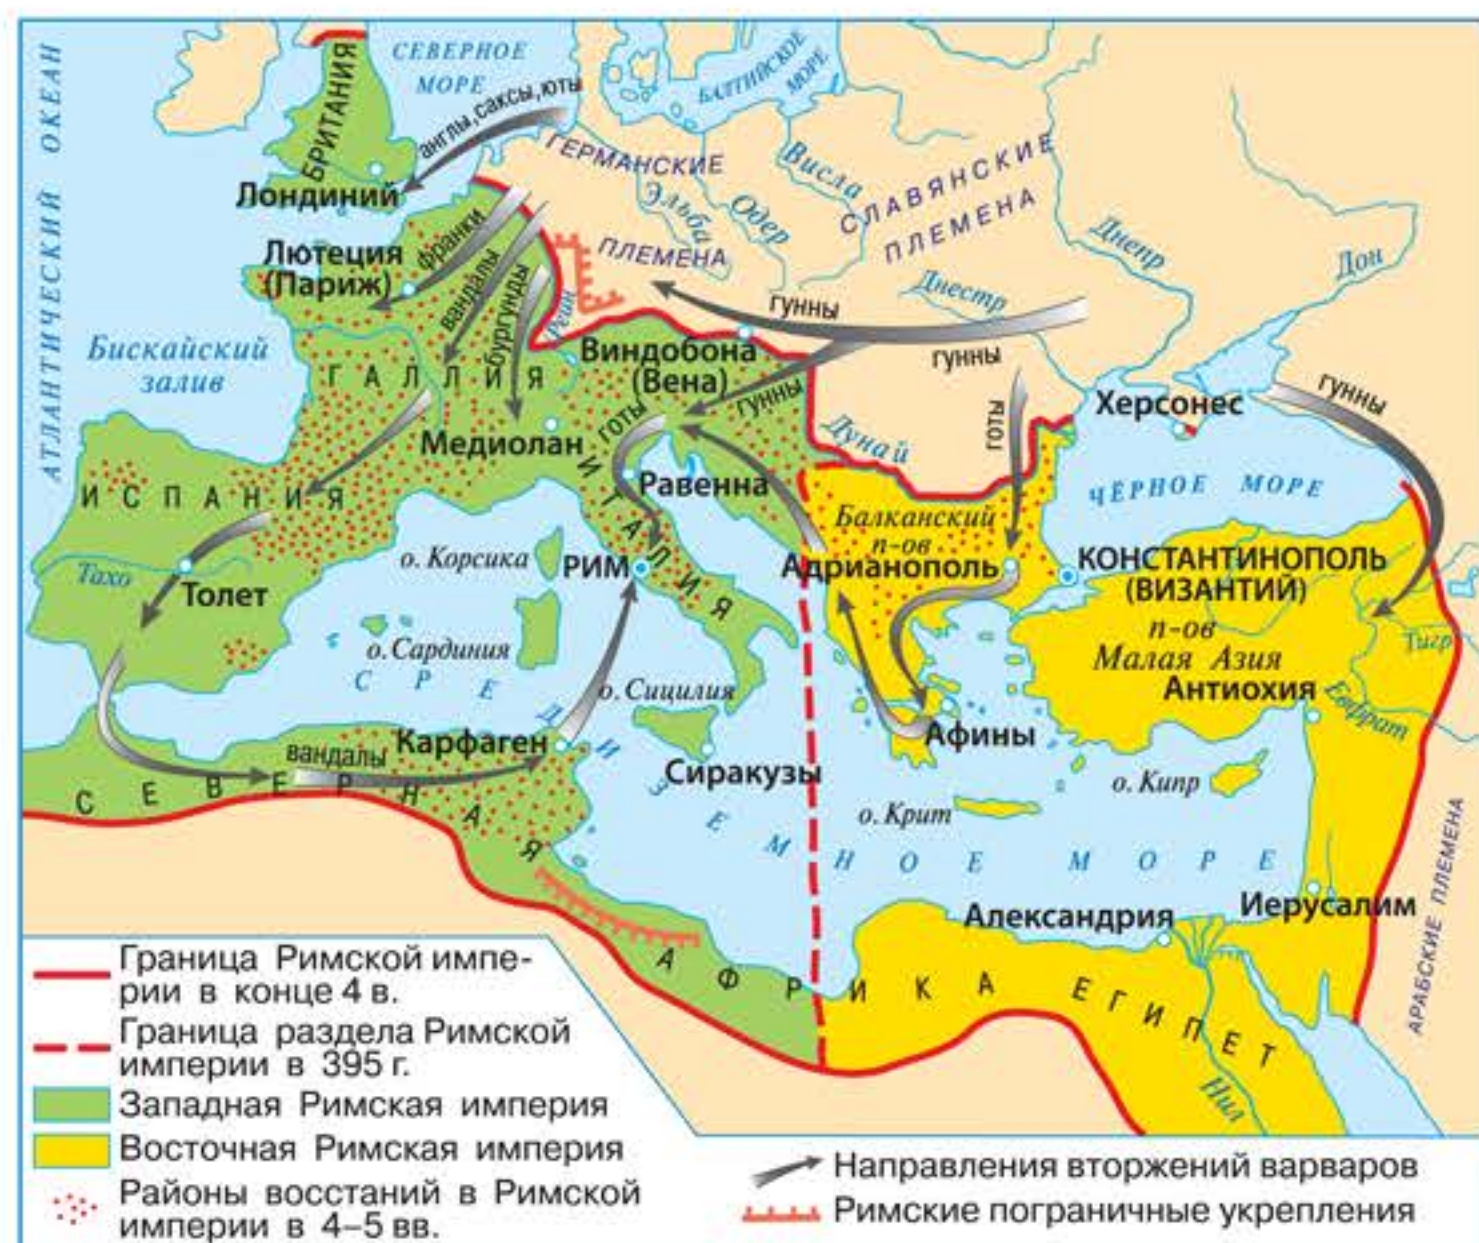 АТЛАНТИЧЕСКИЙ ОКЕАН
СЕВЕРНОЕ
МОРЕ
БАЛТИЙСКОЕ
МОРЕ
БРИТАНИЯ
англы, саксы, юты
ГЕРМАНСКИЕ
ПЛЕМЕНА
Эльба
Одер
Висла
СЛАВЯНСКИЕ
ПЛЕМЕНА
Днепр
Дон
Днестр
Лондиний
Лютеция
(Париж)
франки
вандалы
бургунды
Рейн
гунны
гунны
гунны
гунны
Бискайский
залив
ГАЛЛИЯ
Виндобона
(Вена)
готы
готы
Дунай
Херсонес
Медиолан
ИТАЛИЯ
Равенна
ИСПАНИЯ
ЧЁРНОЕ МОРЕ
Балканский
п-ов
Адрианополь
КОНСТАНТИНОПОЛЬ
(ВИЗАНТИЙ)
о. Корсика
РИМ
Тахо
Толет
п-ов
Малая Азия
Тигр
о. Сардиния
Антиохия
Евфрат
СРЕДИЗЕМНОЕ МОРЕ
о. Сицилия
Карфаген
вандалы
Афины
Сиракузы
о. Кипр
о. Крит
СЕВЕРНАЯ АФРИКА
Александрия
Иерусалим
АРАБСКИЕ ПЛЕМЕНА
ЕГИПЕТ
Нил
Граница Римской импе-
рии в конце 4 в.
Граница раздела Римской
империи в 395 г.
Западная Римская империя
Восточная Римская империя
Районы восстаний в Римской
империи в 4–5 вв.
Направления вторжений варваров
Римские пограничные укрепления